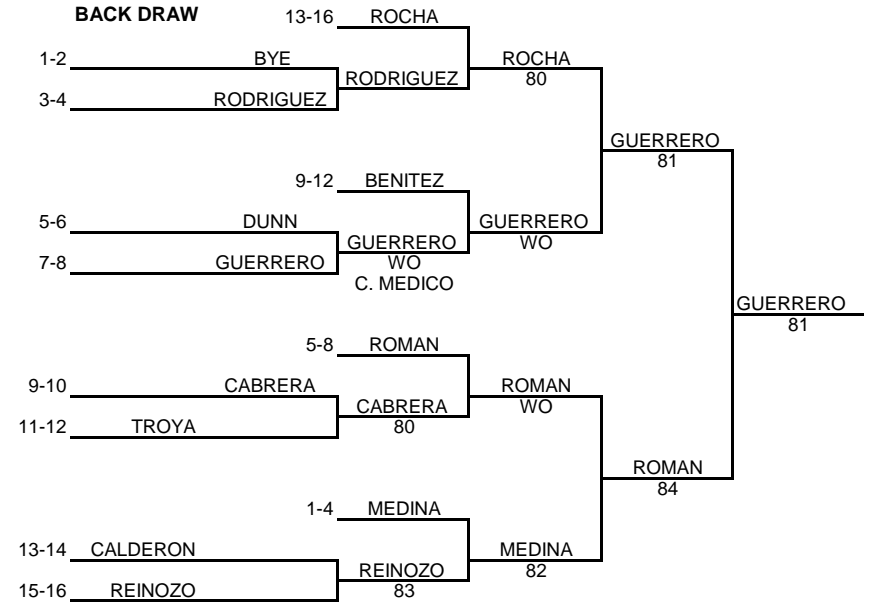 BACK DRAW
13-16 ROCHA
1-2 BYE ROCHA
RODRIGUEZ 80
3-4 RODRIGUEZ
GUERRERO
81
9-12 BENITEZ
5-6 DUNN GUERRERO
GUERRERO WO
7-8 GUERRERO WO
C. MEDICO
GUERRERO
81
5-8 ROMAN
9-10 CABRERA ROMAN
CABRERA WO
11-12 TROYA 80
ROMAN
84
1-4 MEDINA
13-14 CALDERON MEDINA
REINOZO 82
15-16 REINOZO 83